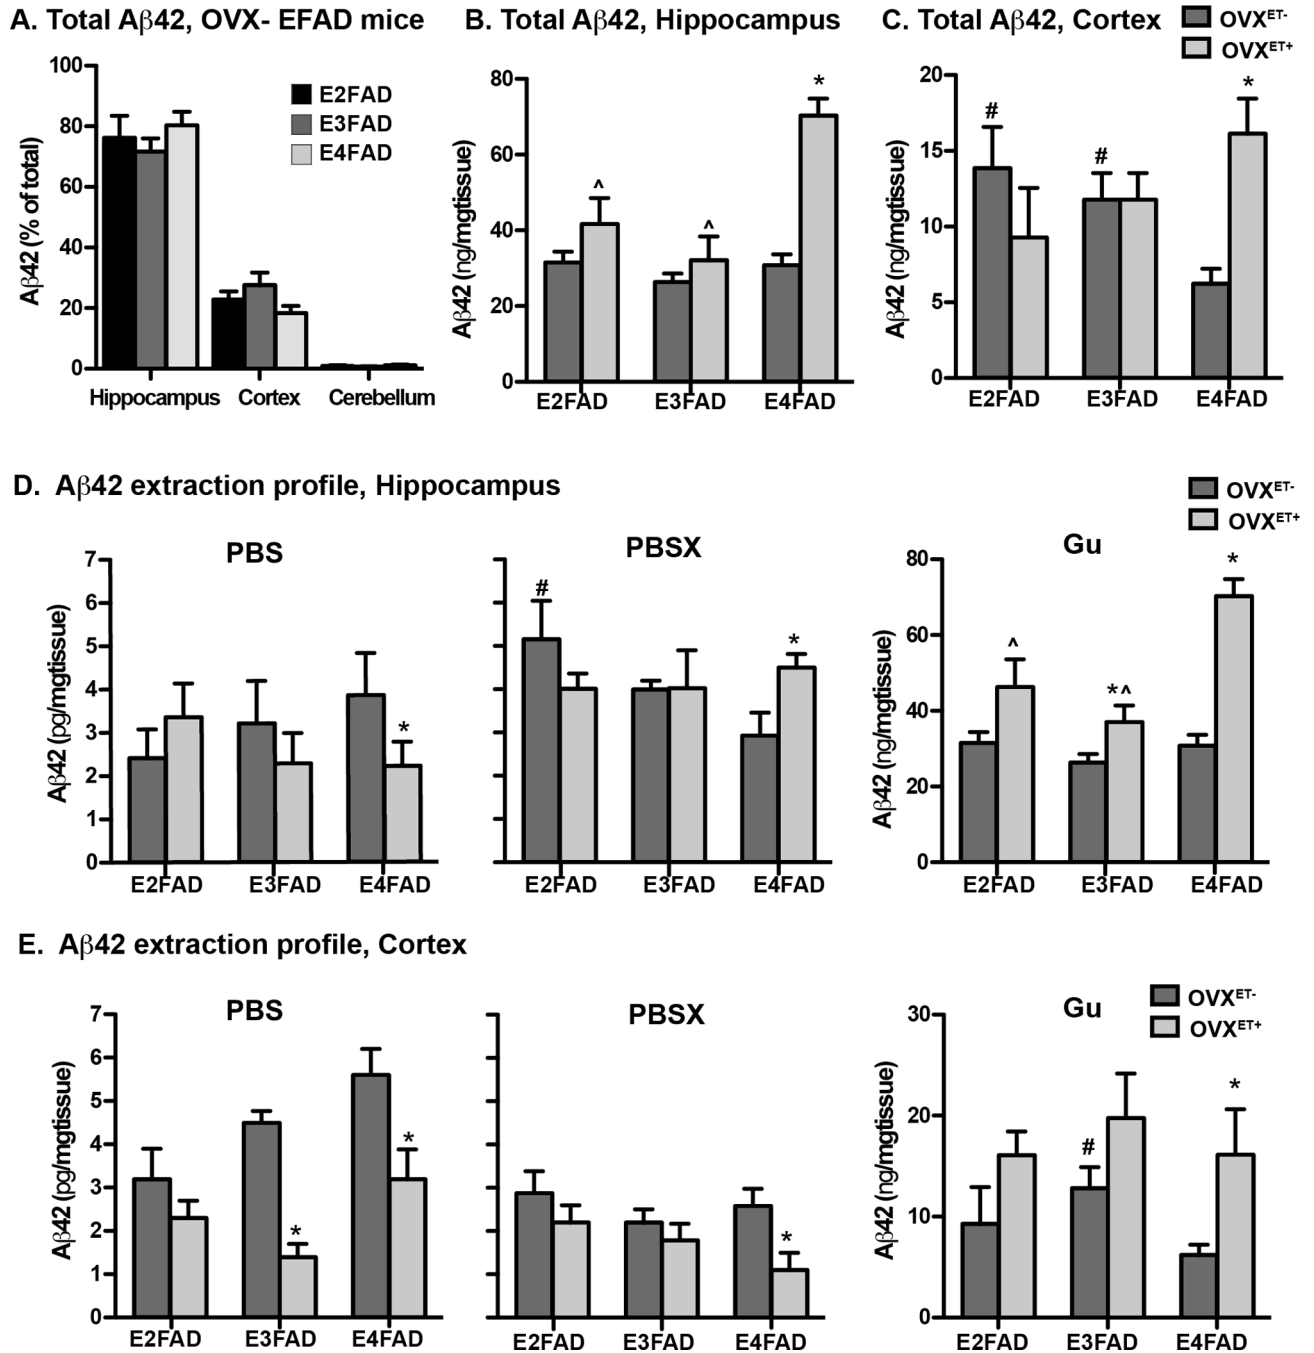 A. Total Aβ42, OVX- EFAD mice
B. Total Aβ42, Hippocampus
C. Total Aβ42, Cortex
OVXET-
OVXET+
Aβ42 (% of total)
100
80
60
40
20
0
E2FAD
E3FAD
E4FAD
Hippocampus Cortex Cerebellum
Aβ42 (ng/mgtissue)
80
60
40
20
0
^
^
*
E2FAD E3FAD E4FAD
Aβ42 (ng/mgtissue)
20
15
10
5
0
#
#
*
E2FAD E3FAD E4FAD
D. Aβ42 extraction profile, Hippocampus
OVXET-
OVXET+
PBS
Aβ42 (pg/mgtissue)
7
6
5
4
3
2
1
0
*
E2FAD E3FAD E4FAD
PBSX
#
*
E2FAD E3FAD E4FAD
Gu
Aβ42 (ng/mgtissue)
80
60
40
20
0
^
*^
*
E2FAD E3FAD E4FAD
E. Aβ42 extraction profile, Cortex
PBS
Aβ42 (pg/mgtissue)
7
6
5
4
3
2
1
0
*
*
E2FAD E3FAD E4FAD
PBSX
*
E2FAD E3FAD E4FAD
Gu
OVXET-
OVXET+
Aβ42 (ng/mgtissue)
30
20
10
0
#
*
E2FAD E3FAD E4FAD